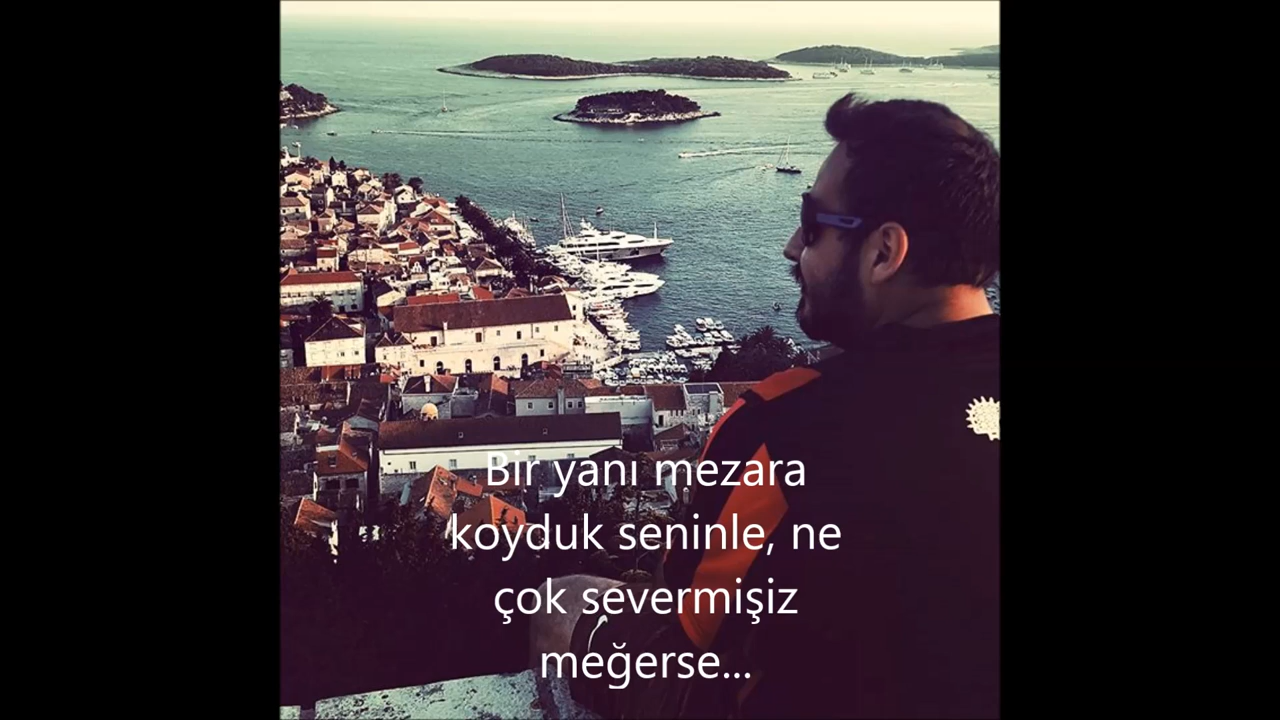 Bir yanı mezara
koyduk seninle, ne
çok severmişiz
meğerse...